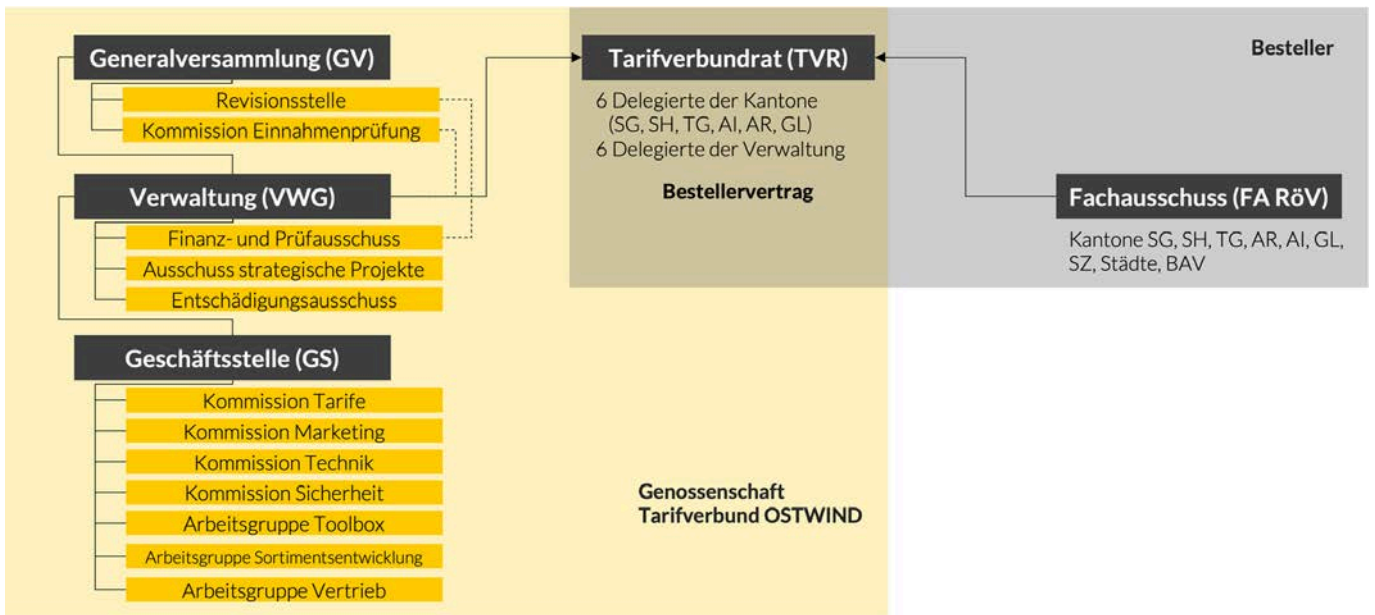 Generalversammlung (GV)
Revisionsstelle
Kommission Einnahmenprüfung
Verwaltung (VWG)
Finanz- und Prüfausschuss
Ausschuss strategische Projekte
Entschädigungsausschuss
Geschäftsstelle (GS)
Kommission Tarife
Kommission Marketing
Kommission Technik
Kommission Sicherheit
Arbeitsgruppe Toolbox
Arbeitsgruppe Sortimentsentwicklung
Arbeitsgruppe Vertrieb
Tarifverbundrat (TVR)
6 Delegierte der Kantone
(SG, SH, TG, AI, AR, GL)
6 Delegierte der Verwaltung
Bestellervertrag
Genossenschaft
Tarifverbund OSTWIND
Besteller
Fachausschuss (FA RöV)
Kantone SG, SH, TG, AR, AI, GL,
SZ, Städte, BAV